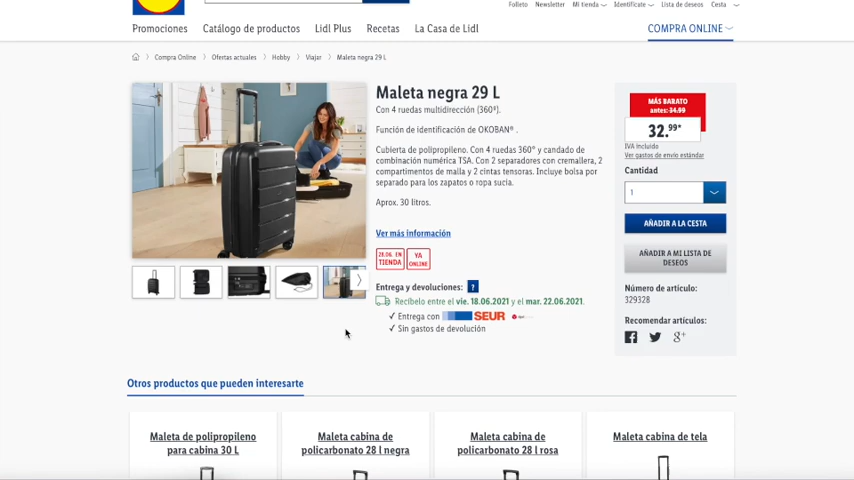 Folleto Newsletter Mi tienda Identifícate Lista de deseos Cesta
Promociones Catálogo de productos Lidl Plus Recetas La Casa de Lidl COMPRA ONLINE
Compra Online Ofertas actuales Hobby Viajar Maleta negra 29 L
Maleta negra 29 L
Con 4 ruedas multidirección (360º).
Función de identificación de OKOBAN® .
Cubierta de polipropileno. Con 4 ruedas 360° y candado de
combinación numérica TSA. Con 2 separadores con cremallera, 2
compartimentos de malla y 2 cintas tensoras. Incluye bolsa por
separado para los zapatos o ropa sucia.
Aprox. 30 litros.
Ver más información
28.06. EN
TIENDA
YA
ONLINE
Entrega y devoluciones: ?
Recíbelo entre el vie. 18.06.2021 y el mar. 22.06.2021.
✓ Entrega con SEUR
✓ Sin gastos de devolución
MÁS BARATO
antes: 34.99
32.99*
IVA Incluido
Ver gastos de envío estándar
Cantidad
1
AÑADIR A LA CESTA
AÑADIR A MI LISTA DE
DESEOS
Número de artículo:
329328
Recomendar artículos:
g+
Otros productos que pueden interesarte
Maleta de polipropileno
para cabina 30 L
Maleta cabina de
policarbonato 28 l negra
Maleta cabina de
policarbonato 28 l rosa
Maleta cabina de tela